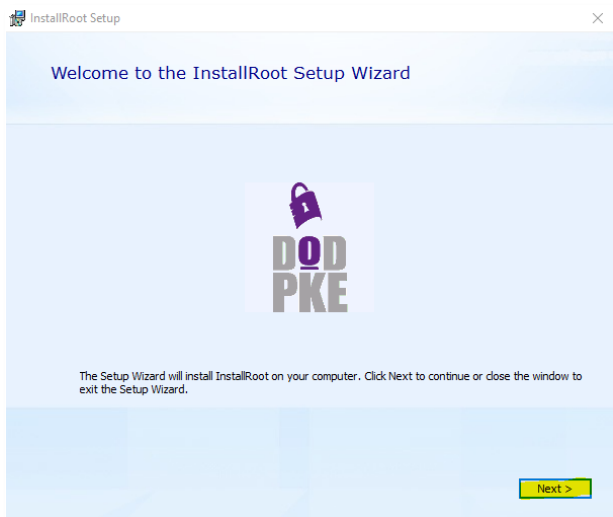 InstallRoot Setup
Welcome to the InstallRoot Setup Wizard
DOD
PKE
The Setup Wizard will install InstallRoot on your computer. Click Next to continue or close the window to
exit the Setup Wizard.
Next >